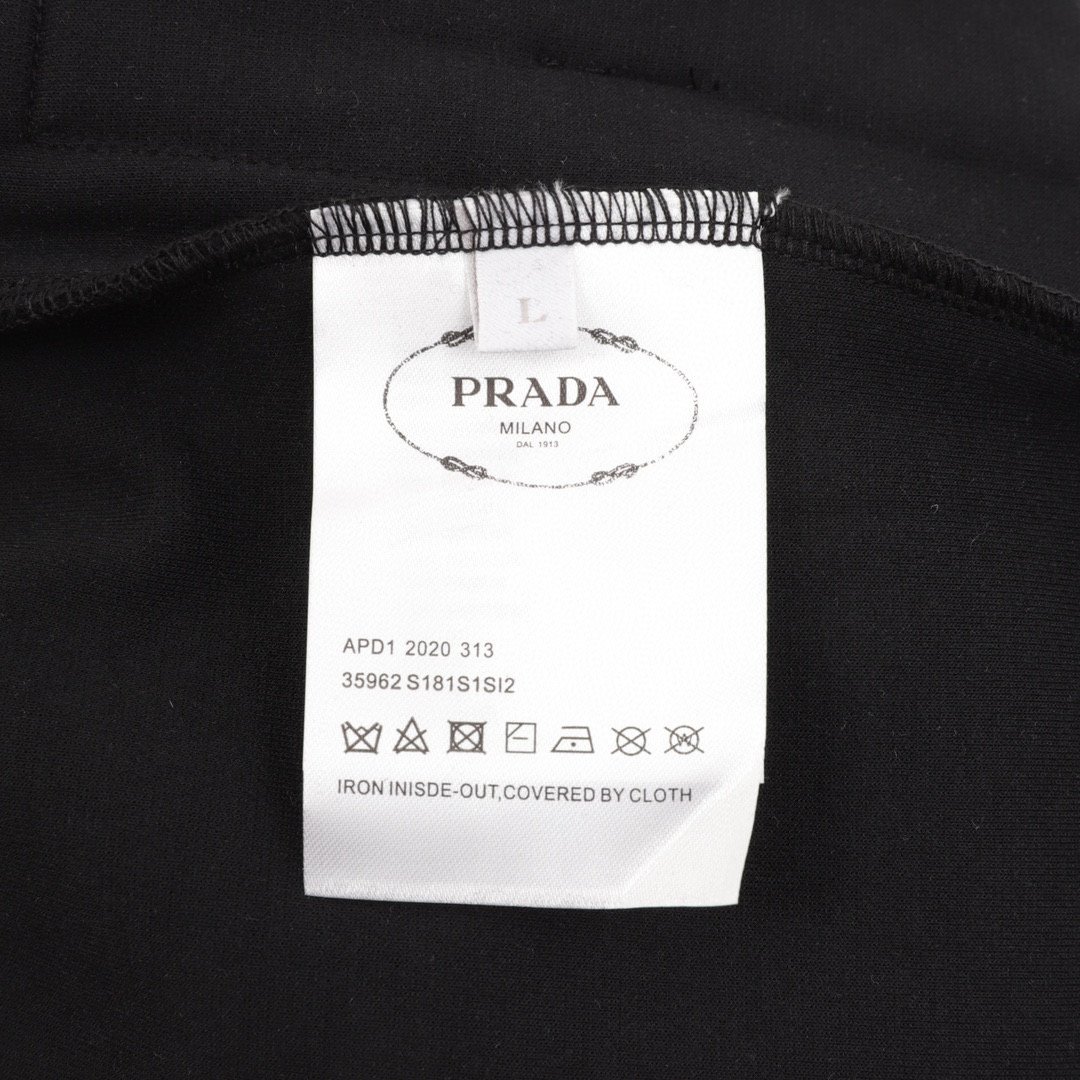 L
PRADA
MILANO
DAL 1913
APD1 2020 313
35962 S181S1SI2
IRON INISDE-OUT,COVERED BY CLOTH